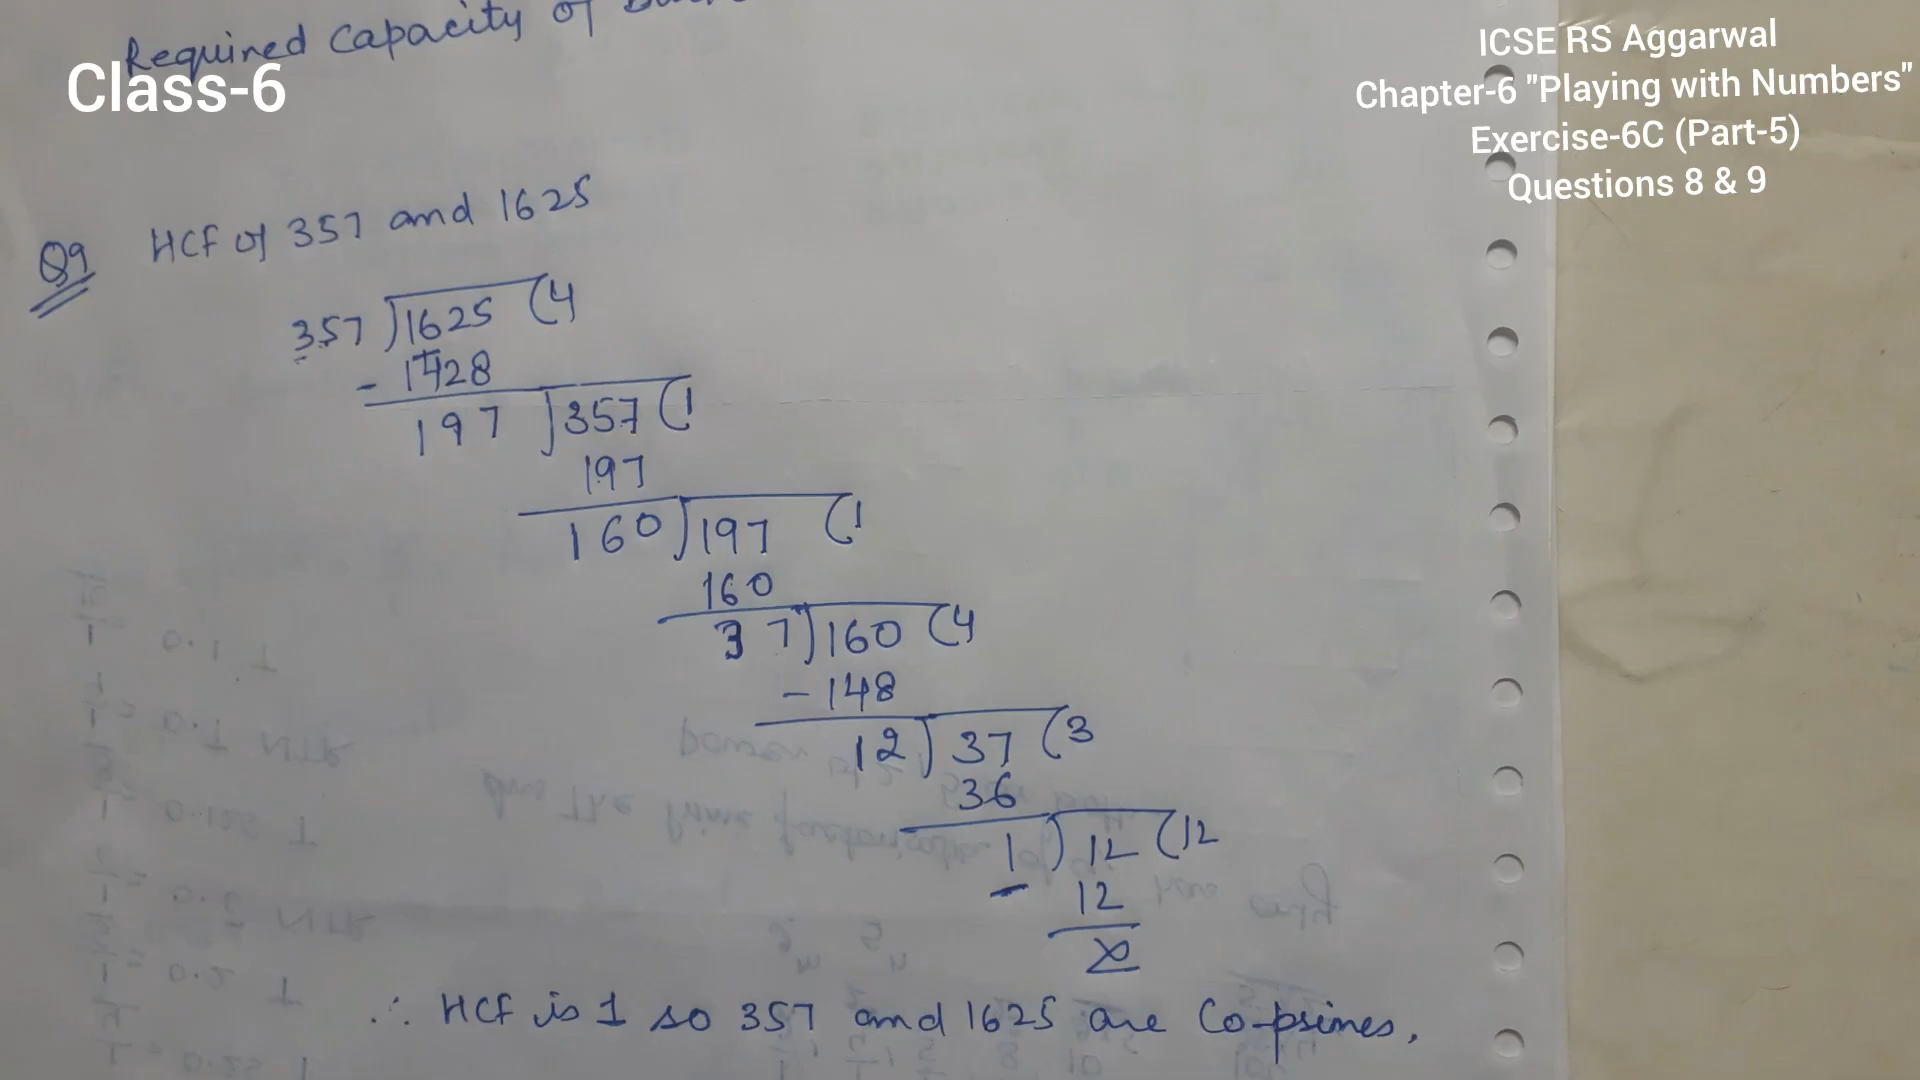 Required Capacity of
Class-6
ICSE RS Aggarwal
Chapter-6 "Playing with Numbers"
Exercise-6C (Part-5)
Questions 8 & 9
Q9 HCF of 357 and 1625
357)1625(4
-1428
197)357(1
197
160)197(1
160
37)160(4
-148
12)37(3
36
1)12(12
- 12
∴ HCF is 1 so 357 and 1625 are Co-primes.